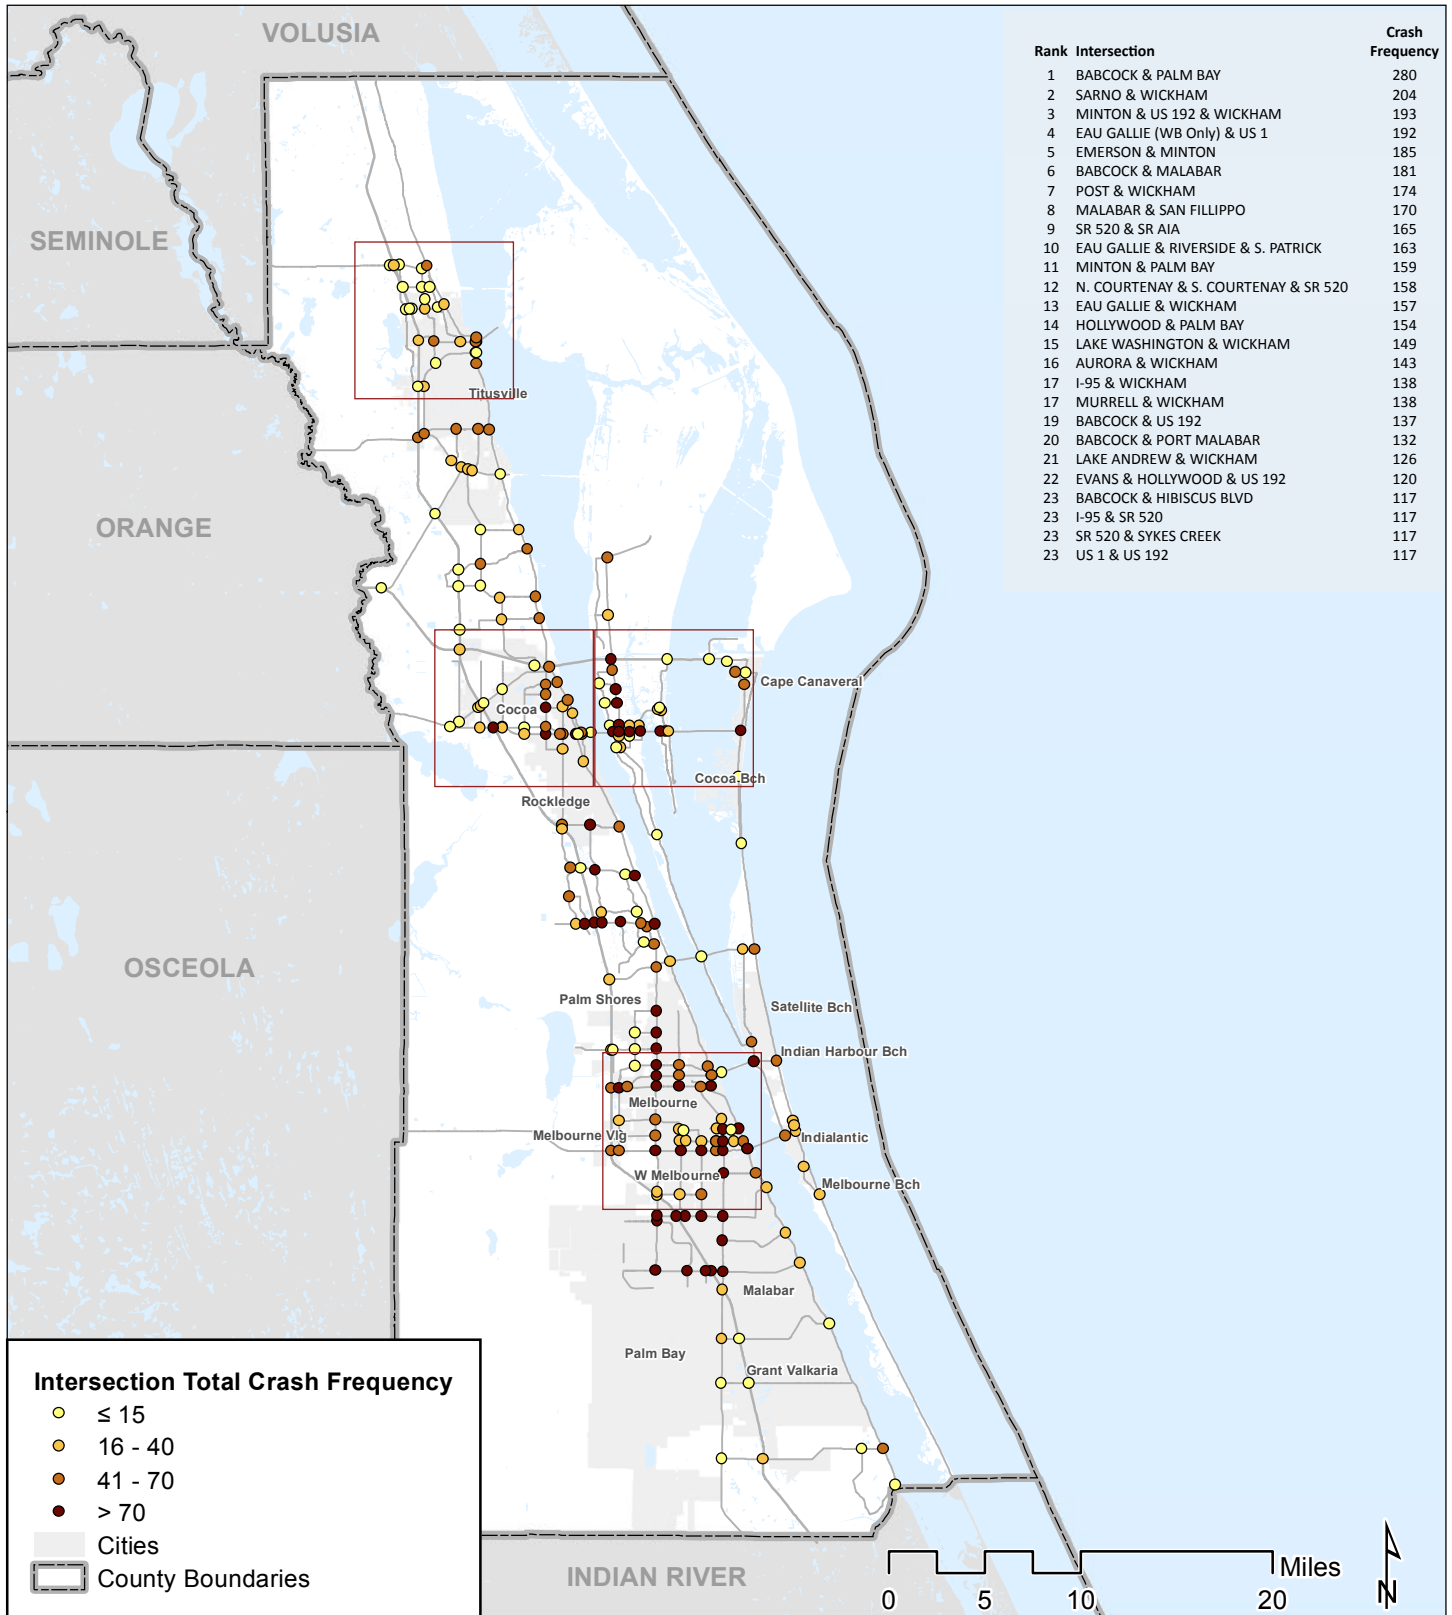 VOLUSIA
SEMINOLE
ORANGE
OSCEOLA
INDIAN RIVER
Crash
Rank Intersection Frequency
1 BABCOCK & PALM BAY 280
2 SARNO & WICKHAM 204
3 MINTON & US 192 & WICKHAM 193
4 EAU GALLIE (WB Only) & US 1 192
5 EMERSON & MINTON 185
6 BABCOCK & MALABAR 181
7 POST & WICKHAM 174
8 MALABAR & SAN FILLIPPO 170
9 SR 520 & SR AIA 165
10 EAU GALLIE & RIVERSIDE & S. PATRICK 163
11 MINTON & PALM BAY 159
12 N. COURTENAY & S. COURTENAY & SR 520 158
13 EAU GALLIE & WICKHAM 157
14 HOLLYWOOD & PALM BAY 154
15 LAKE WASHINGTON & WICKHAM 149
16 AURORA & WICKHAM 143
17 I-95 & WICKHAM 138
17 MURRELL & WICKHAM 138
19 BABCOCK & US 192 137
20 BABCOCK & PORT MALABAR 132
21 LAKE ANDREW & WICKHAM 126
22 EVANS & HOLLYWOOD & US 192 120
23 BABCOCK & HIBISCUS BLVD 117
23 I-95 & SR 520 117
23 SR 520 & SYKES CREEK 117
23 US 1 & US 192 117
Titusville
Cape Canaveral
Cocoa
Cocoa Bch
Rockledge
Palm Shores
Satellite Bch
Indian Harbour Bch
Melbourne
Melbourne Vlg
Indialantic
W Melbourne
Melbourne Bch
Malabar
Palm Bay
Grant Valkaria
Intersection Total Crash Frequency
≤ 15
16 - 40
41 - 70
> 70
Cities
County Boundaries
Miles
0 5 10 20
N